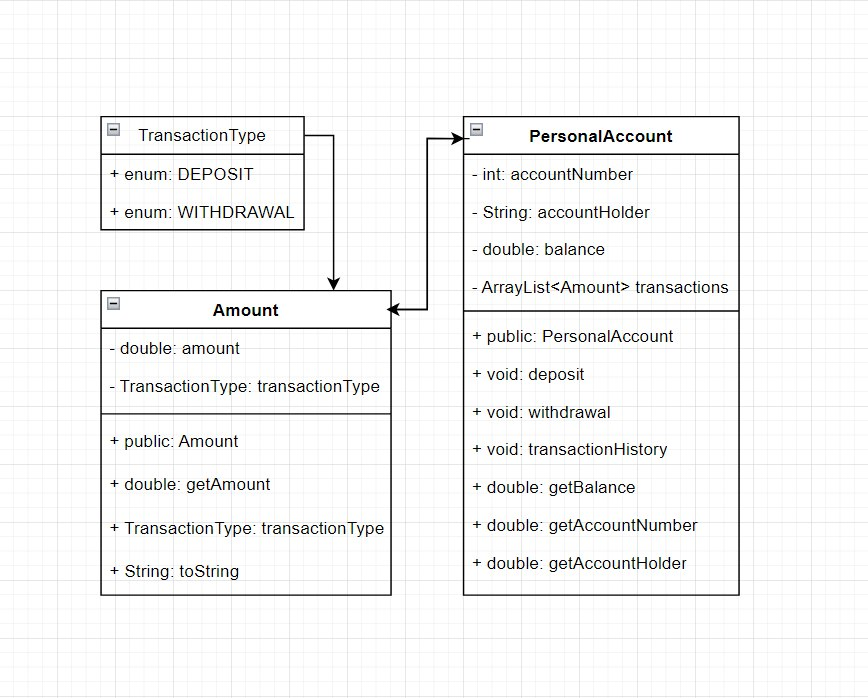 TransactionType
+ enum: DEPOSIT
+ enum: WITHDRAWAL
Amount
- double: amount
- TransactionType: transactionType
+ public: Amount
+ double: getAmount
+ TransactionType: transactionType
+ String: toString
PersonalAccount
- int: accountNumber
- String: accountHolder
- double: balance
- ArrayList<Amount> transactions
+ public: PersonalAccount
+ void: deposit
+ void: withdrawal
+ void: transactionHistory
+ double: getBalance
+ double: getAccountNumber
+ double: getAccountHolder